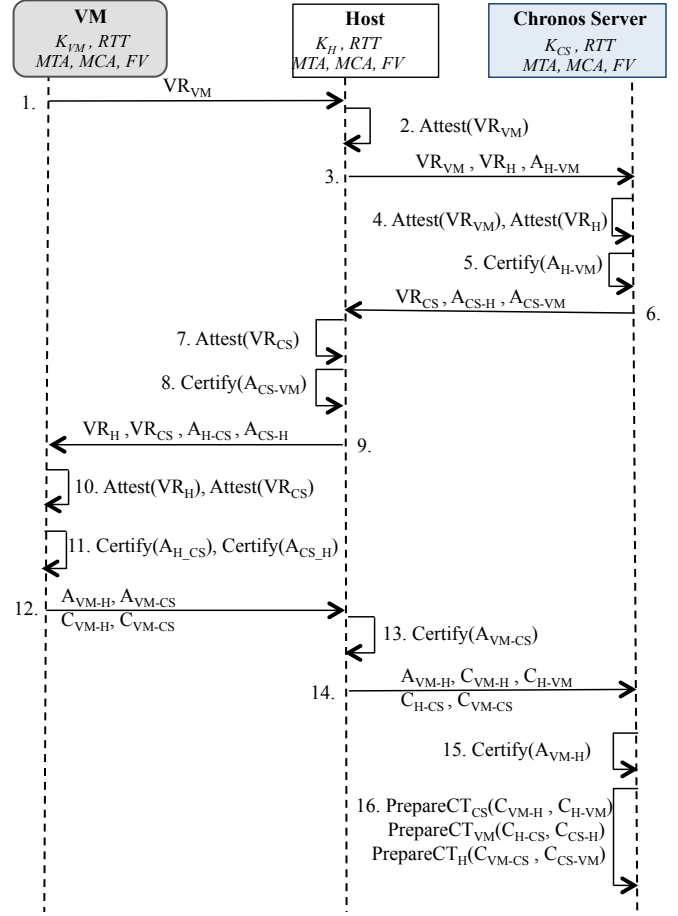 VM
K_VM , RTT
MTA, MCA, FV
Host
K_H , RTT
MTA, MCA, FV
Chronos Server
K_CS, RTT
MTA, MCA, FV
1. VR_VM
2. Attest(VR_VM)
3. VR_VM , VR_H , A_H-VM
4. Attest(VR_VM), Attest(VR_H)
5. Certify(A_H-VM)
VR_CS , A_CS-H , A_CS-VM 6.
7. Attest(VR_CS)
8. Certify(A_CS-VM)
VR_H ,VR_CS , A_H-CS , A_CS-H 9.
10. Attest(VR_H), Attest(VR_CS)
11. Certify(A_H_CS), Certify(A_CS_H)
12. A_VM-H, A_VM-CS
C_VM-H, C_VM-CS
13. Certify(A_VM-CS)
14. A_VM-H, C_VM-H , C_H-VM
C_H-CS , C_VM-CS
15. Certify(A_VM-H)
16. PrepareCT_CS(C_VM-H , C_H-VM)
PrepareCT_VM(C_H-CS, C_CS-H)
PrepareCT_H(C_VM-CS , C_CS-VM)